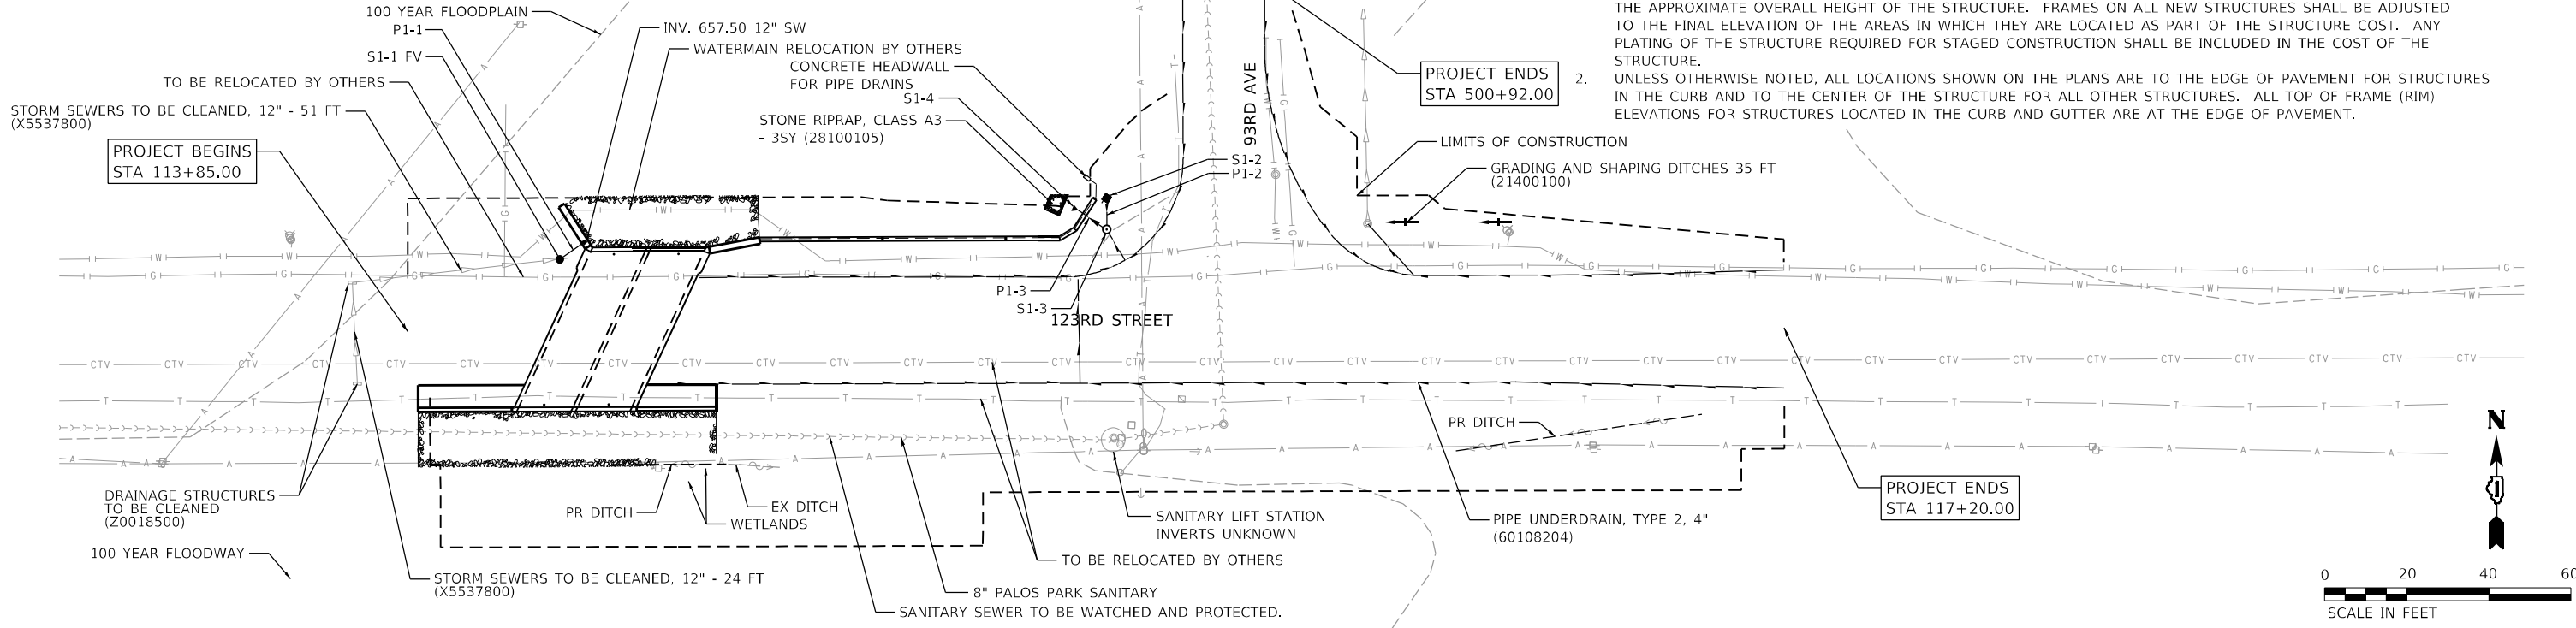 THE APPROXIMATE OVERALL HEIGHT OF THE STRUCTURE. FRAMES ON ALL NEW STRUCTURES SHALL BE ADJUSTED
TO THE FINAL ELEVATION OF THE AREAS IN WHICH THEY ARE LOCATED AS PART OF THE STRUCTURE COST. ANY
PLATING OF THE STRUCTURE REQUIRED FOR STAGED CONSTRUCTION SHALL BE INCLUDED IN THE COST OF THE
STRUCTURE.
2. UNLESS OTHERWISE NOTED, ALL LOCATIONS SHOWN ON THE PLANS ARE TO THE EDGE OF PAVEMENT FOR STRUCTURES
IN THE CURB AND TO THE CENTER OF THE STRUCTURE FOR ALL OTHER STRUCTURES. ALL TOP OF FRAME (RIM)
ELEVATIONS FOR STRUCTURES LOCATED IN THE CURB AND GUTTER ARE AT THE EDGE OF PAVEMENT.
100 YEAR FLOODPLAIN
P1-1
S1-1 FV
TO BE RELOCATED BY OTHERS
STORM SEWERS TO BE CLEANED, 12" - 51 FT
(X5537800)
PROJECT BEGINS
STA 113+85.00
INV. 657.50 12" SW
WATERMAIN RELOCATION BY OTHERS
CONCRETE HEADWALL
FOR PIPE DRAINS
S1-4
STONE RIPRAP, CLASS A3
- 3SY (28100105)
93RD AVE
PROJECT ENDS
STA 500+92.00
S1-2
P1-2
LIMITS OF CONSTRUCTION
GRADING AND SHAPING DITCHES 35 FT
(21400100)
P1-3
S1-3
123RD STREET
PR DITCH
DRAINAGE STRUCTURES
TO BE CLEANED
(Z0018500)
100 YEAR FLOODWAY
PR DITCH
EX DITCH
WETLANDS
SANITARY LIFT STATION
INVERTS UNKNOWN
PIPE UNDERDRAIN, TYPE 2, 4"
(60108204)
PROJECT ENDS
STA 117+20.00
TO BE RELOCATED BY OTHERS
STORM SEWERS TO BE CLEANED, 12" - 24 FT
(X5537800)
8" PALOS PARK SANITARY
SANITARY SEWER TO BE WATCHED AND PROTECTED.
N
0 20 40 60
SCALE IN FEET